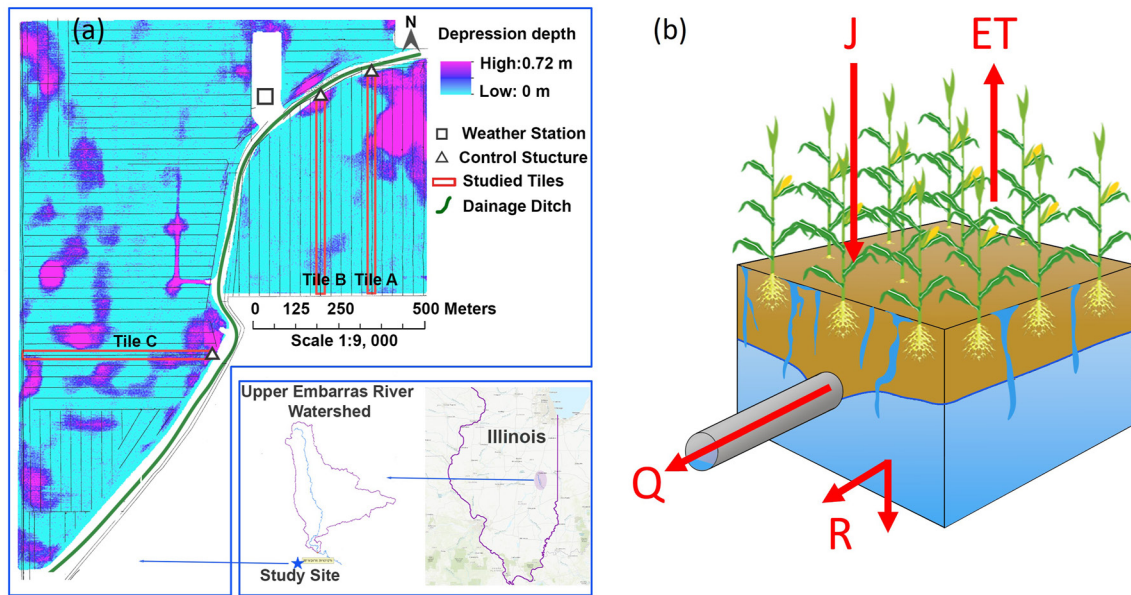 (a)
N
Depression depth
High:0.72 m
Low: 0 m
Weather Station
Control Stucture
Studied Tiles
Dainage Ditch
Tile B
Tile A
0 125 250 500 Meters
Scale 1:9, 000
Tile C
Upper Embarras River
Watershed
Illinois
Study Site
(b)
J
ET
Q
R